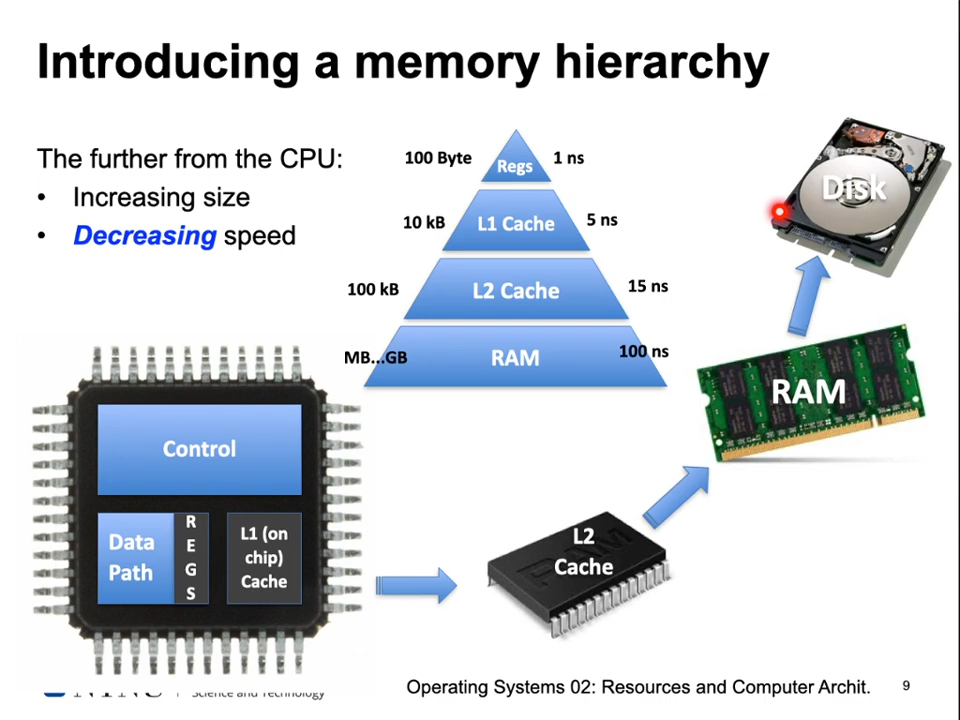 Introducing a memory hierarchy
The further from the CPU:
• Increasing size
• Decreasing speed
100 Byte
Regs
1 ns
10 kB
L1 Cache
5 ns
100 kB
L2 Cache
15 ns
MB...GB
RAM
100 ns
Disk
RAM
L2
Cache
Control
Data
Path
R
E
G
S
L1 (on
chip)
Cache
Science and Technology
Operating Systems 02: Resources and Computer Archit.
9